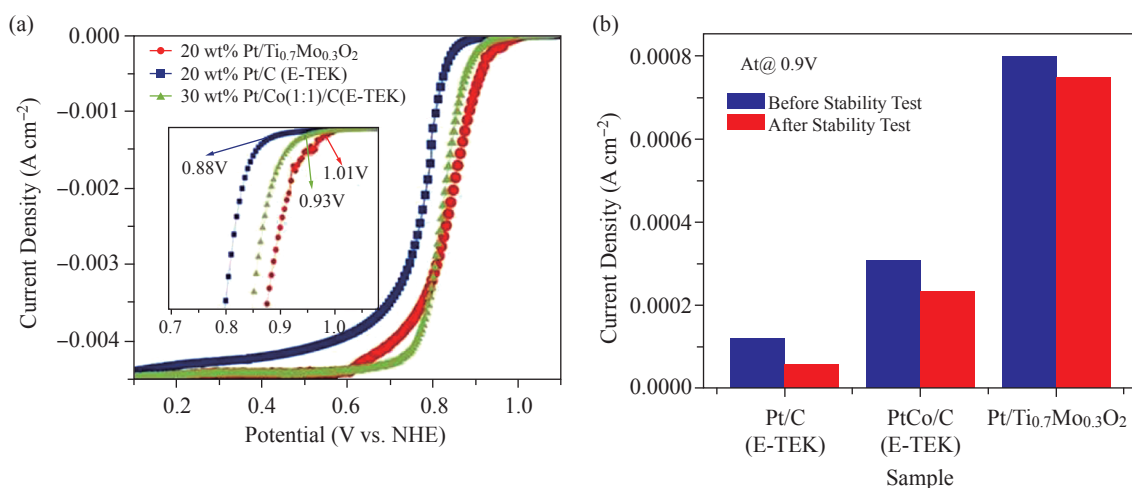 (a)
0.000
−0.001
−0.002
−0.003
−0.004
Current Density (A cm⁻²)
20 wt% Pt/Ti₀.₇Mo₀.₃O₂
20 wt% Pt/C (E-TEK)
30 wt% Pt/Co(1:1)/C(E-TEK)
0.88V
1.01V
0.93V
0.7 0.8 0.9 1.0
0.2 0.4 0.6 0.8 1.0
Potential (V vs. NHE)
(b)
0.0008
0.0006
0.0004
0.0002
0.0000
Current Density (A cm⁻²)
At@ 0.9V
Before Stability Test
After Stability Test
Pt/C
(E-TEK)
PtCo/C
(E-TEK)
Pt/Ti₀.₇Mo₀.₃O₂
Sample